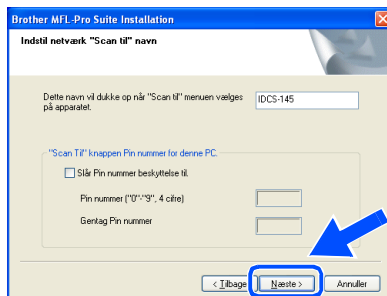 Brother MFL-Pro Suite Installation
Indstil netværk "Scan til" navn
Dette navn vil dukke op når "Scan til" menuen vælges
på apparatet.
IDCS-145
"Scan Til" knappen Pin nummer for denne PC.
Slår Pin nummer beskyttelse til.
Pin nummer ("0"-"9", 4 cifre)
Gentag Pin nummer
< Tilbage
Næste >
Annuller